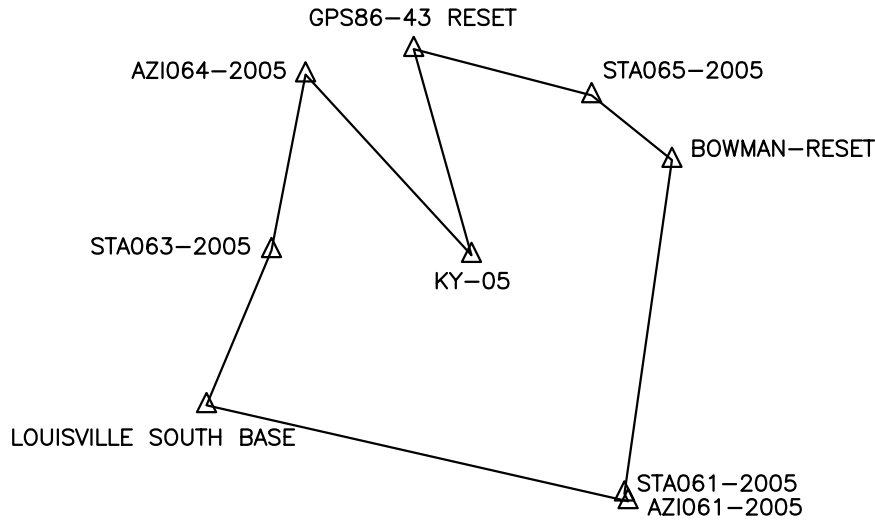 GPS86-43 RESET
AZI064-2005
STA065-2005
BOWMAN-RESET
STA063-2005
KY-05
LOUISVILLE SOUTH BASE
STA061-2005
AZI061-2005